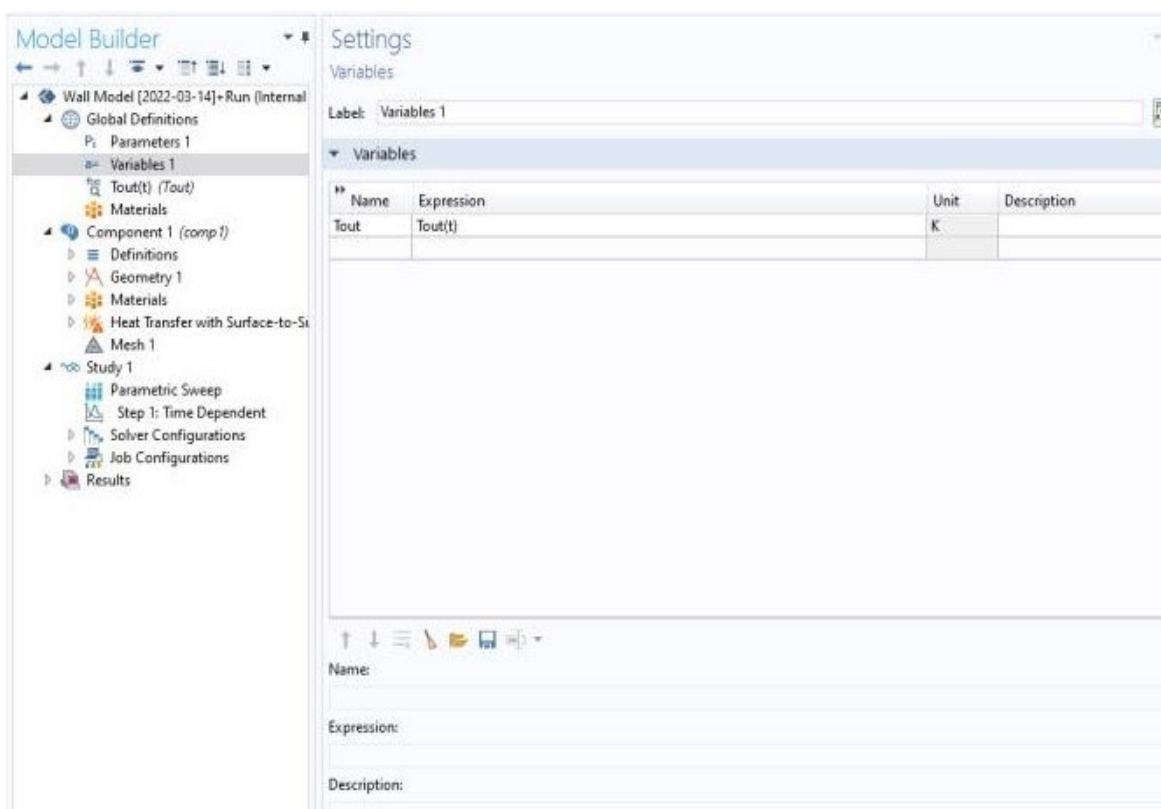 Model Builder
Wall Model [2022-03-14]+Run (Internal
Global Definitions
Pi Parameters 1
a= Variables 1
Tout(t) (Tout)
Materials
Component 1 (comp1)
Definitions
Geometry 1
Materials
Heat Transfer with Surface-to-Su
Mesh 1
Study 1
Parametric Sweep
Step 1: Time Dependent
Solver Configurations
Job Configurations
Results
Settings
Variables
Label: Variables 1
Variables
Name Expression Unit Description
Tout Tout(t) K
Name:
Expression:
Description: